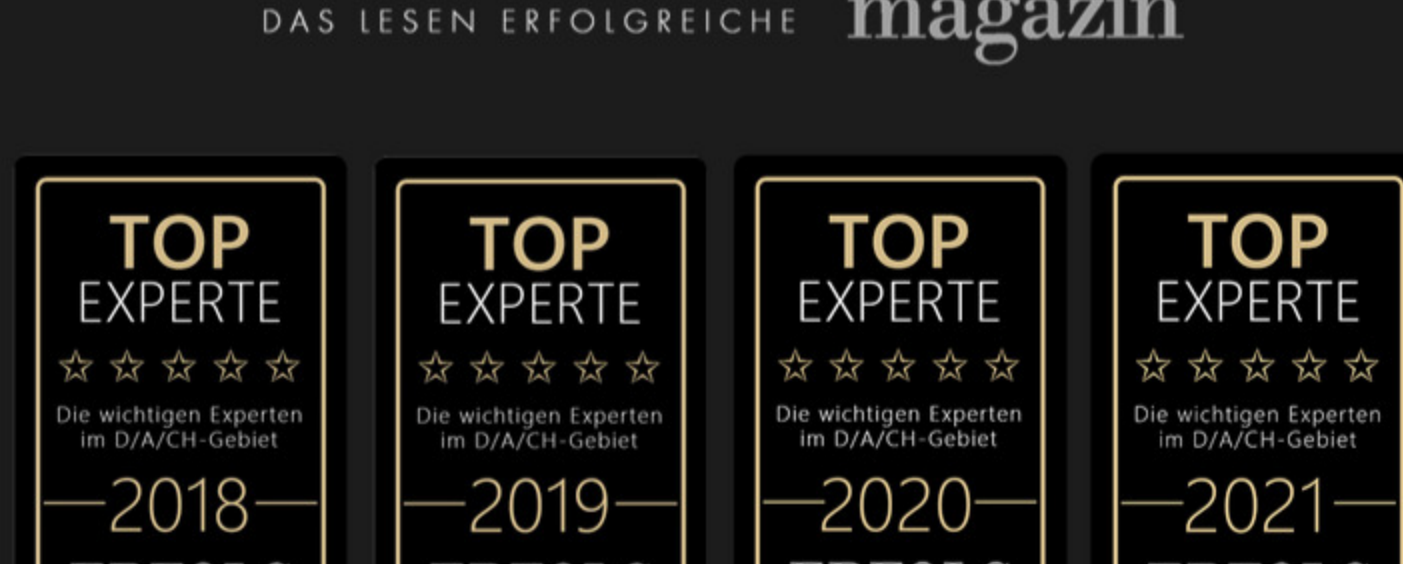 DAS LESEN ERFOLGREICHE magazin
TOP
EXPERTE
Die wichtigen Experten
im D/A/CH-Gebiet
2018
TOP
EXPERTE
Die wichtigen Experten
im D/A/CH-Gebiet
2019
TOP
EXPERTE
Die wichtigen Experten
im D/A/CH-Gebiet
2020
TOP
EXPERTE
Die wichtigen Experten
im D/A/CH-Gebiet
2021